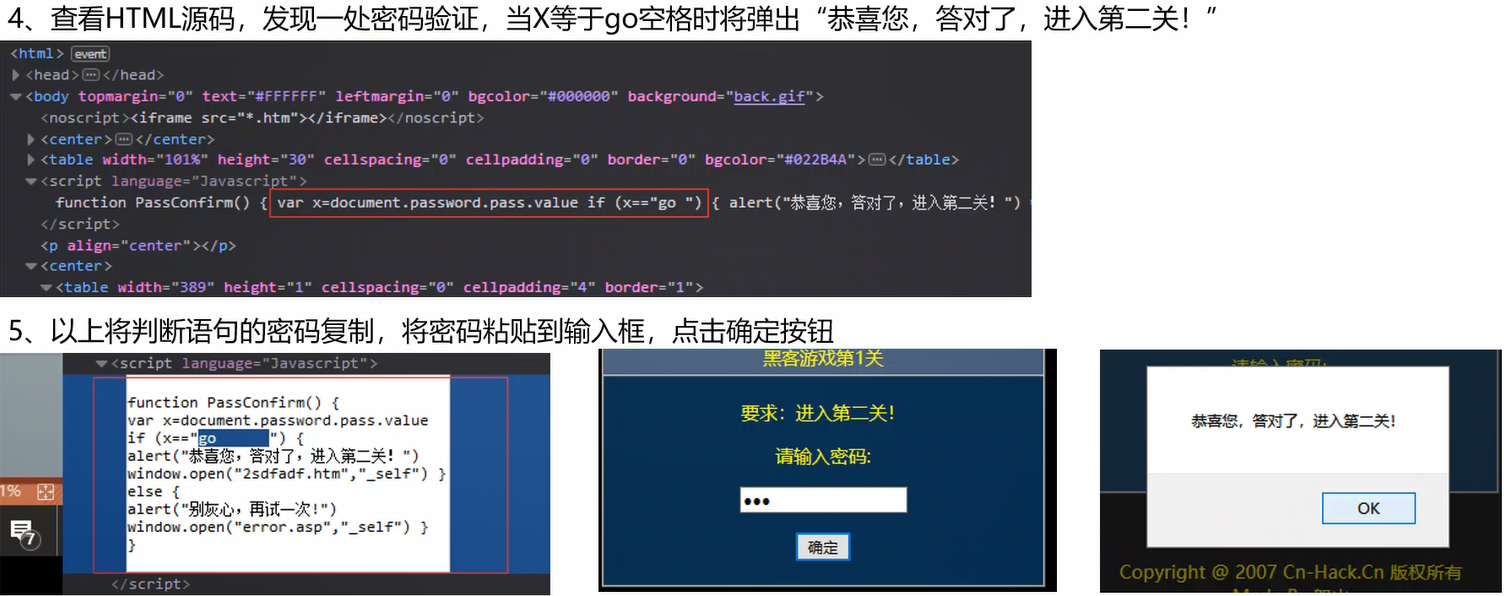 4、查看HTML源码，发现一处密码验证，当X等于go空格时将弹出“恭喜您，答对了，进入第二关！”
<html> event
<head> </head>
<body topmargin="0" text="#FFFFFF" leftmargin="0" bgcolor="#000000" background="back.gif">
<noscript><iframe src="*.htm"></iframe></noscript>
<center> </center>
<table width="101%" height="30" cellspacing="0" cellpadding="0" border="0" bgcolor="#022B4A"> </table>
<script language="Javascript">
function PassConfirm() { var x=document.password.pass.value if (x=="go ") { alert("恭喜您，答对了，进入第二关! ")
</script>
<p align="center"></p>
<center>
<table width="389" height="1" cellspacing="0" cellpadding="4" border="1">
5、以上将判断语句的密码复制，将密码粘贴到输入框，点击确定按钮
<script language="Javascript">
function PassConfirm() {
var x=document.password.pass.value
if (x=="go ") {
alert("恭喜您，答对了，进入第二关! ")
window.open("2sdfadf.htm","_self") }
else {
alert("别灰心，再试一次!")
window.open("error.asp","_self") }
}
</script>
1%
7
黑客游戏第1关
要求：进入第二关!
请输入密码:
●●●
确定
请输入密码:
恭喜您，答对了，进入第二关!
OK
Copyright @ 2007 Cn-Hack.Cn 版权所有